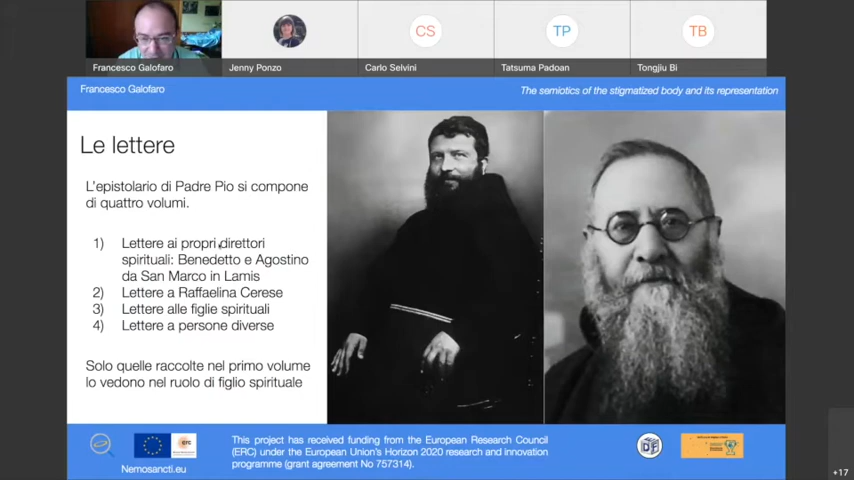 CS
TP
TB
Francesco Galofaro
Jenny Ponzo
Carlo Selvini
Tatsuma Padoan
Tongjiu Bi
Francesco Galofaro
The semiotics of the stigmatized body and its representation
Le lettere
L'epistolario di Padre Pio si compone
di quattro volumi.
1) Lettere ai propri direttori
spirituali: Benedetto e Agostino
da San Marco in Lamis
2) Lettere a Raffaelina Cerese
3) Lettere alle figlie spirituali
4) Lettere a persone diverse
Solo quelle raccolte nel primo volume
lo vedono nel ruolo di figlio spirituale
erc
Nemosancti.eu
This project has received funding from the European Research Council
(ERC) under the European Union's Horizon 2020 research and innovation
programme (grant agreement No 757314).
+17